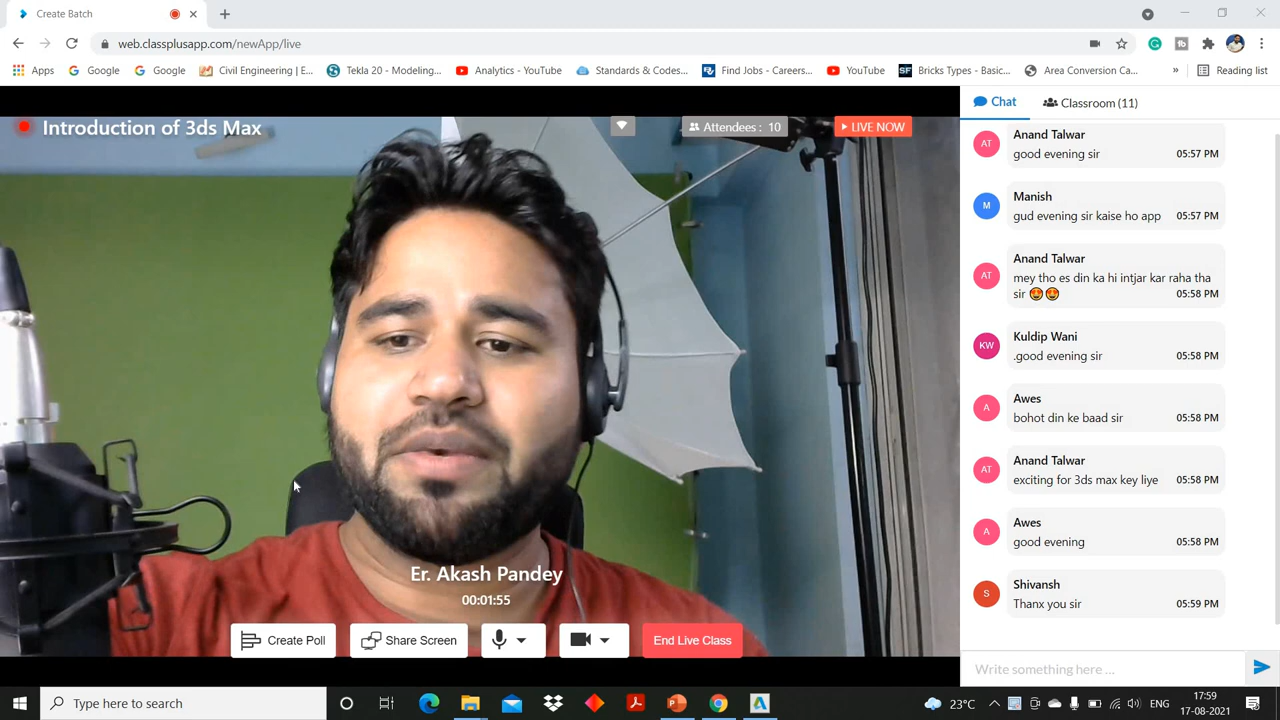 Create Batch
web.classplusapp.com/newApp/live
Apps
Google
Google
Civil Engineering | E...
Tekla 20 - Modeling...
Analytics - YouTube
Standards & Codes...
Find Jobs - Careers...
YouTube
Bricks Types - Basic...
Area Conversion Ca...
»
Reading list
Introduction of 3ds Max
Attendees : 10
LIVE NOW
Er. Akash Pandey
00:01:55
Create Poll
Share Screen
End Live Class
Chat
Classroom (11)
AT
Anand Talwar
good evening sir 05:57 PM
M
Manish
gud evening sir kaise ho app 05:57 PM
AT
Anand Talwar
mey tho es din ka hi intjar kar raha tha
sir 😍😍 05:58 PM
KW
Kuldip Wani
.good evening sir 05:58 PM
A
Awes
bohot din ke baad sir 05:58 PM
AT
Anand Talwar
exciting for 3ds max key liye 05:58 PM
A
Awes
good evening 05:58 PM
S
Shivansh
Thanx you sir 05:59 PM
Write something here ...
Type here to search
23°C
17:59
17-08-2021